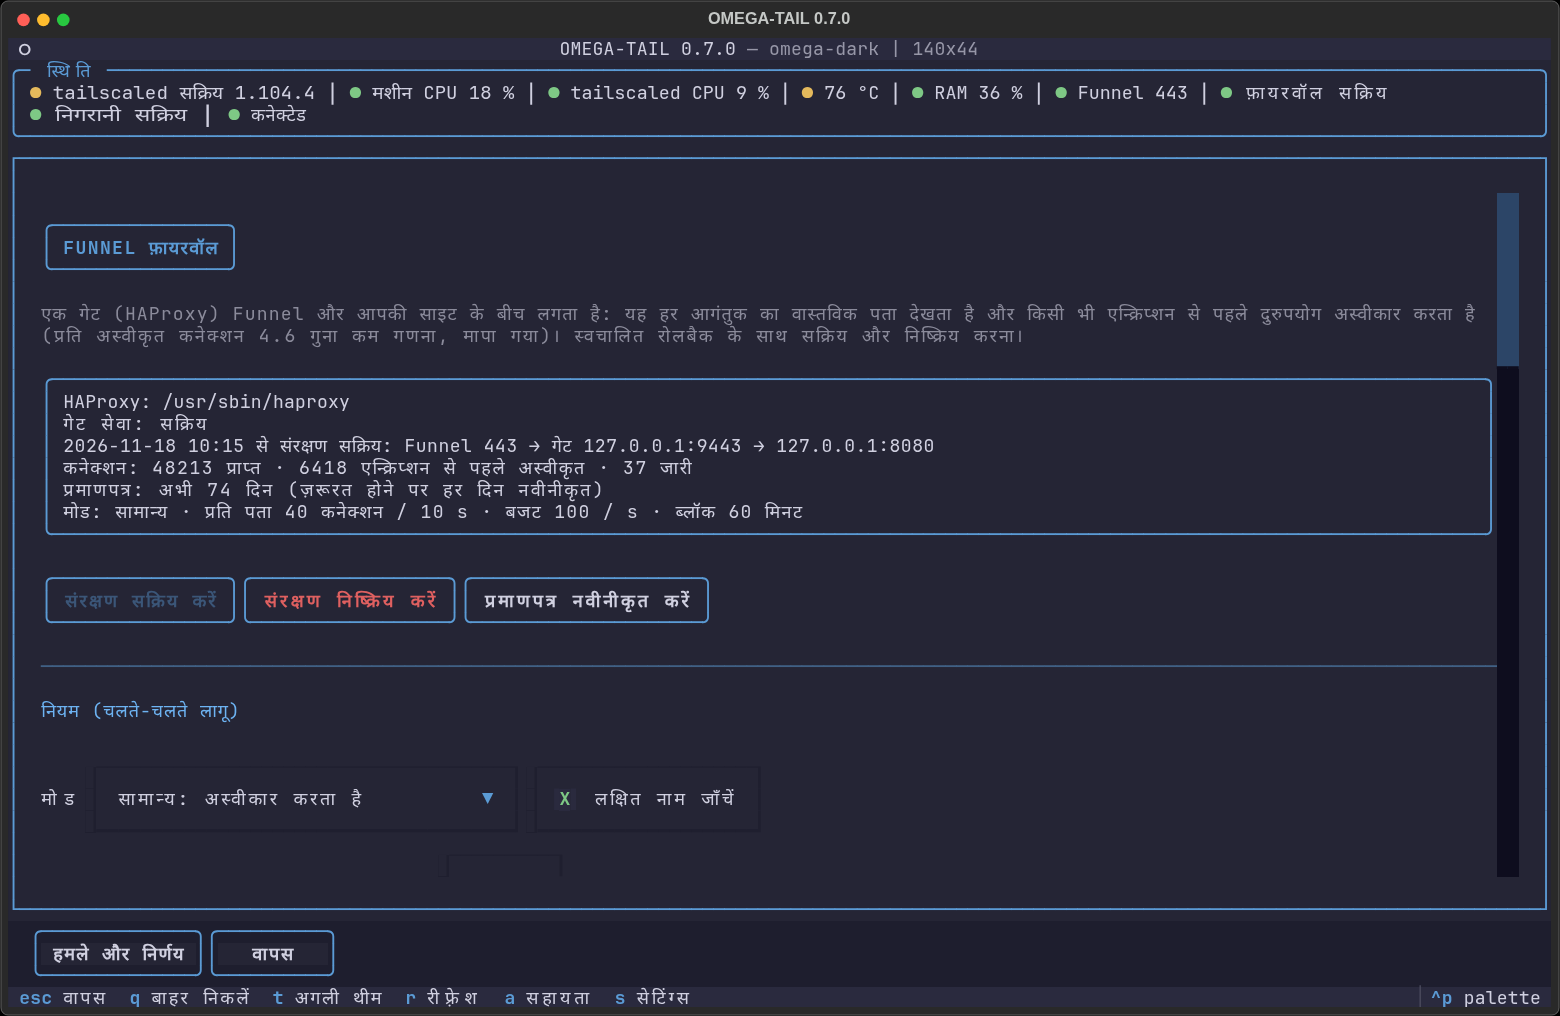 OMEGA-TAIL 0.7.0
OMEGA-TAIL 0.7.0 — omega-dark | 140x44
स्थिति
● tailscaled सक्रिय 1.104.4 | ● मशीन CPU 18 % | ● tailscaled CPU 9 % | ● 76 °C | ● RAM 36 % | ● Funnel 443 | ● फ़ायरवॉल सक्रिय
● निगरानी सक्रिय | ● कनेक्टेड
FUNNEL फ़ायरवॉल
एक गेट (HAProxy) Funnel और आपकी साइट के बीच लगता है: यह हर आगंतुक का वास्तविक पता देखता है और किसी भी एन्क्रिप्शन से पहले दुरुपयोग अस्वीकार करता है
(प्रति अस्वीकृत कनेक्शन 4.6 गुना कम गणना, मापा गया)। स्वचालित रोलबैक के साथ सक्रिय और निष्क्रिय करना।
HAProxy: /usr/sbin/haproxy
गेट सेवा: सक्रिय
2026-11-18 10:15 से संरक्षण सक्रिय: Funnel 443 → गेट 127.0.0.1:9443 → 127.0.0.1:8080
कनेक्शन: 48213 प्राप्त · 6418 एन्क्रिप्शन से पहले अस्वीकृत · 37 जारी
प्रमाणपत्र: अभी 74 दिन (ज़रूरत होने पर हर दिन नवीनीकृत)
मोड: सामान्य · प्रति पता 40 कनेक्शन / 10 s · बजट 100 / s · ब्लॉक 60 मिनट
संरक्षण सक्रिय करें संरक्षण निष्क्रिय करें प्रमाणपत्र नवीनीकृत करें
नियम (चलते-चलते लागू)
मोड सामान्य: अस्वीकार करता है ▼ X लक्षित नाम जाँचें
हमले और निर्णय वापस
esc वापस q बाहर निकलें t अगली थीम r रीफ़्रेश a सहायता s सेटिंग्स ^p palette